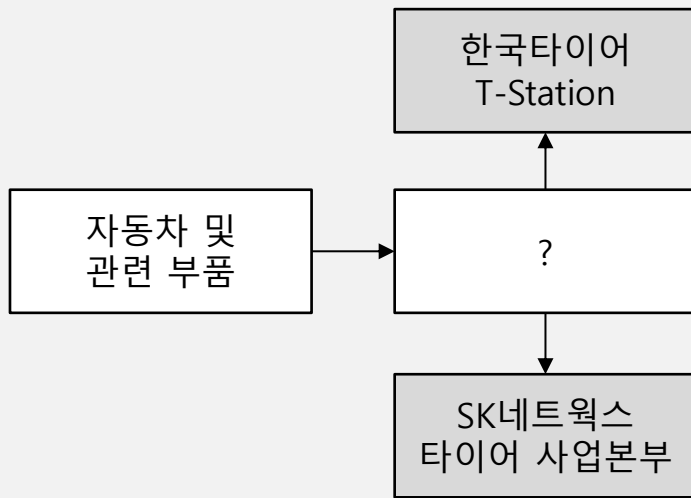 한국타이어
T-Station
자동차 및
관련 부품
?
SK네트웍스
타이어 사업본부